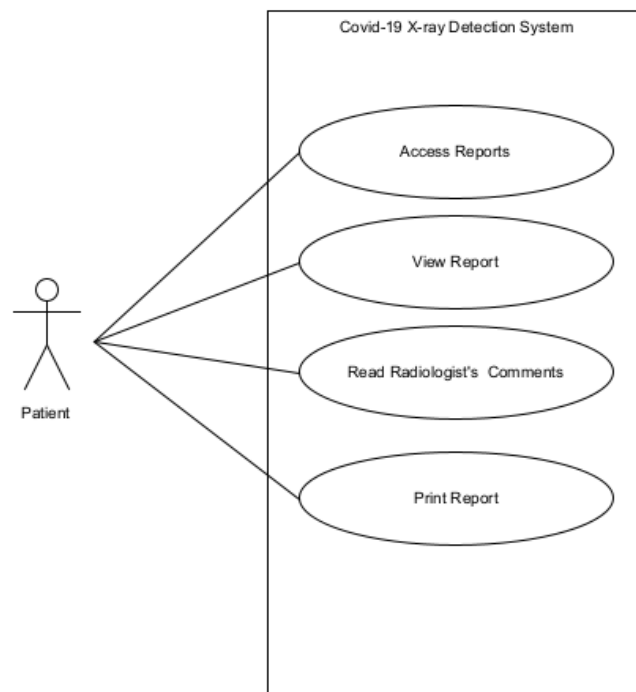 Covid-19 X-ray Detection System
Access Reports
View Report
Read Radiologist's Comments
Print Report
Patient